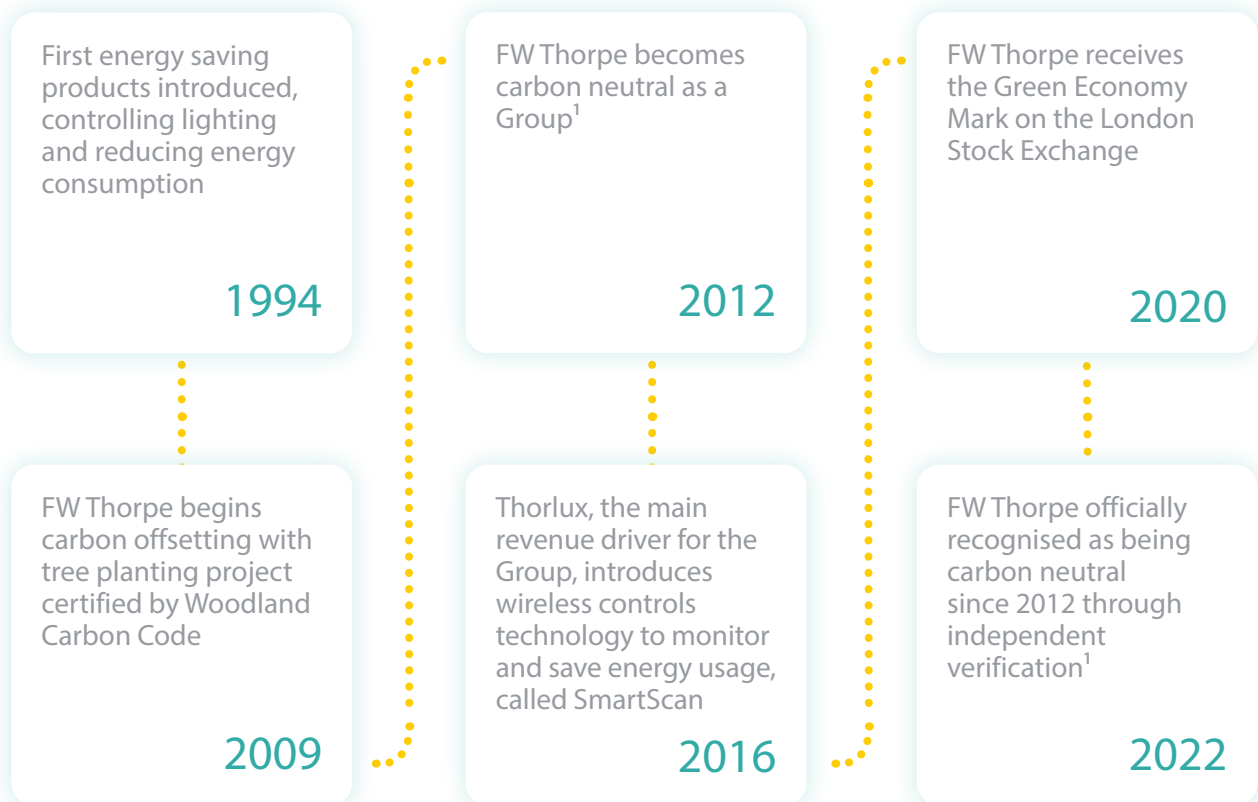 First energy saving
products introduced,
controlling lighting
and reducing energy
consumption
1994
FW Thorpe begins
carbon offsetting with
tree planting project
certified by Woodland
Carbon Code
2009
FW Thorpe becomes
carbon neutral as a
Group¹
2012
Thorlux, the main
revenue driver for the
Group, introduces
wireless controls
technology to monitor
and save energy usage,
called SmartScan
2016
FW Thorpe receives
the Green Economy
Mark on the London
Stock Exchange
2020
FW Thorpe officially
recognised as being
carbon neutral
since 2012 through
independent
verification¹
2022